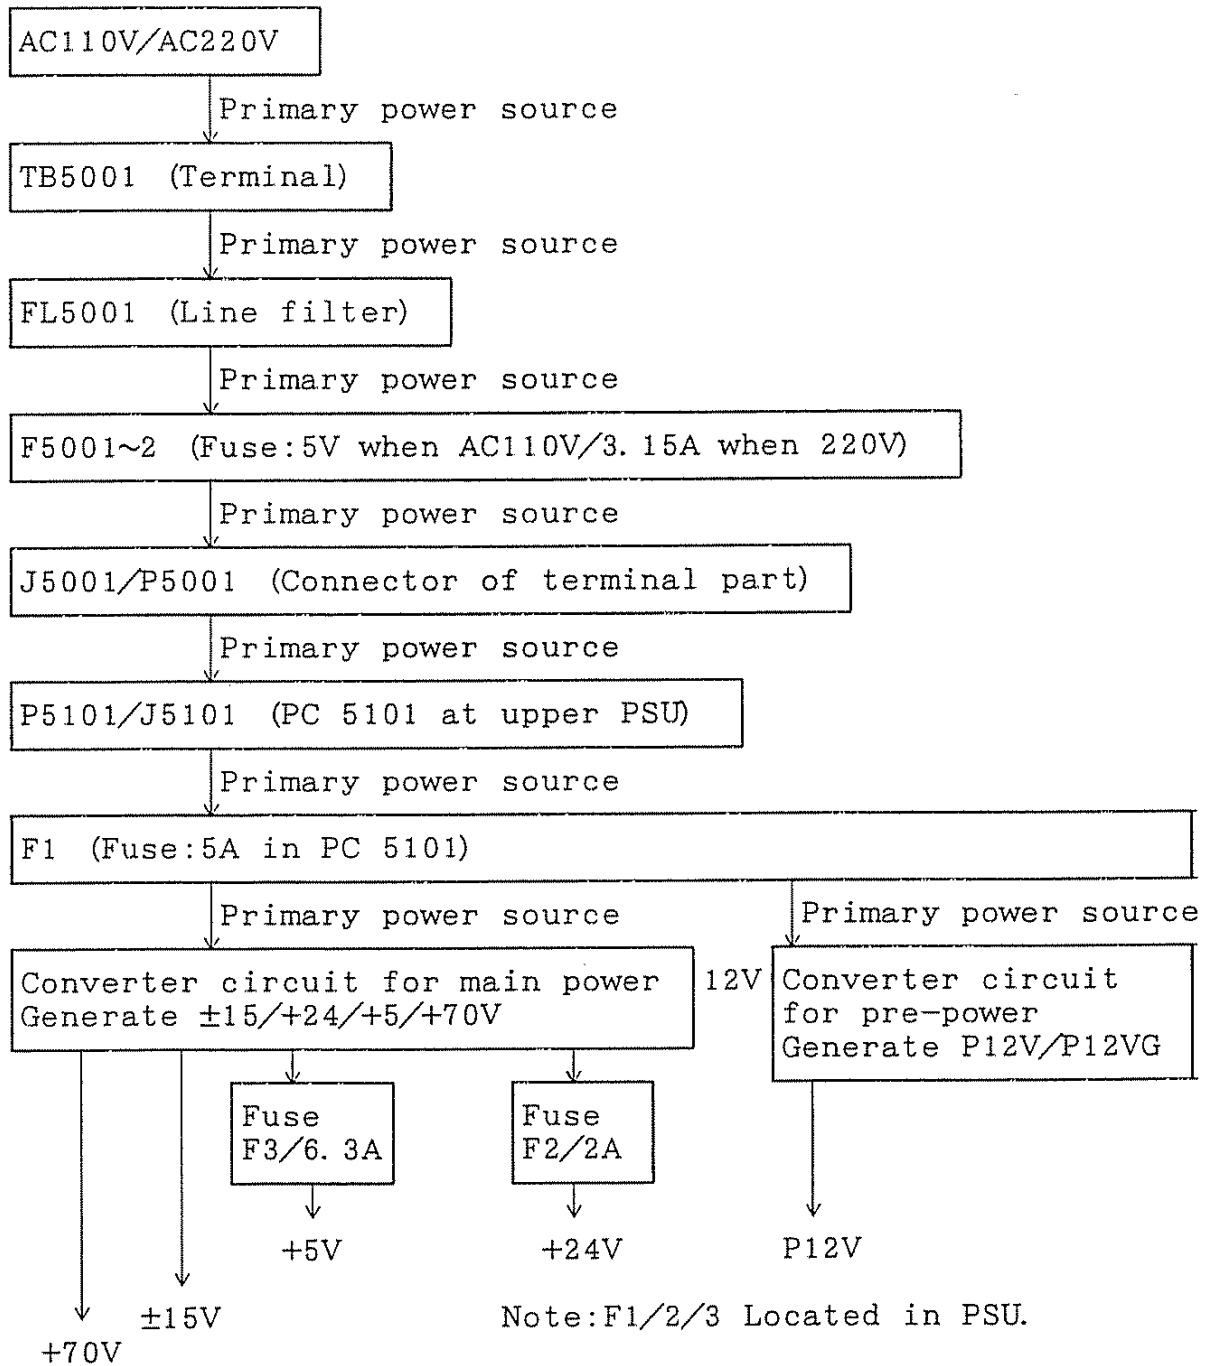 AC110V/AC220V
Primary power source
TB5001 (Terminal)
Primary power source
FL5001 (Line filter)
Primary power source
F5001~2 (Fuse:5V when AC110V/3.15A when 220V)
Primary power source
J5001/P5001 (Connector of terminal part)
Primary power source
P5101/J5101 (PC 5101 at upper PSU)
Primary power source
F1 (Fuse:5A in PC 5101)
Primary power source
Primary power source
Converter circuit for main power
Generate ±15/+24/+5/+70V
12V
Converter circuit
for pre-power
Generate P12V/P12VG
Fuse
F3/6.3A
Fuse
F2/2A
+5V
+24V
P12V
±15V
+70V
Note:F1/2/3 Located in PSU.